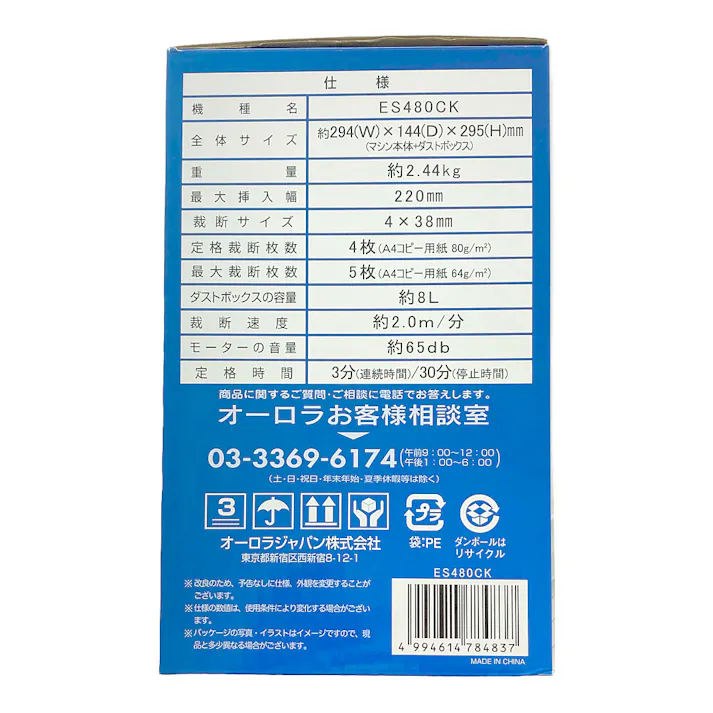 仕様
機種名 ES480CK
全体サイズ 約294(W)×144(D)×295(H)mm
(マシン本体+ダストボックス)
重量 約2.44kg
最大挿入幅 220mm
裁断サイズ 4×38mm
定格裁断枚数 4枚(A4コピー用紙 80g/m²)
最大裁断枚数 5枚(A4コピー用紙 64g/m²)
ダストボックスの容量 約8L
裁断速度 約2.0m/分
モーターの音量 約65db
定格時間 3分(連続時間)/30分(停止時間)
商品に関するご質問・ご相談に電話でお答えします。
オーロラお客様相談室
03-3369-6174(午前9:00〜12:00
午後1:00〜6:00)
(土・日・祝日・年末年始・夏季休暇等は除く)
3
プラ
オーロラジャパン株式会社
東京都新宿区西新宿8-12-1
袋:PE
ダンボールは
リサイクル
※改良のため、予告なしに仕様、外観を変更することが
ございます。
※仕様の数値は、使用条件により変化する場合がござい
ます。
※パッケージの写真・イラストはイメージですので、現
品と多少異なる場合がございます。
ES480CK
4 994614 784837
MADE IN CHINA